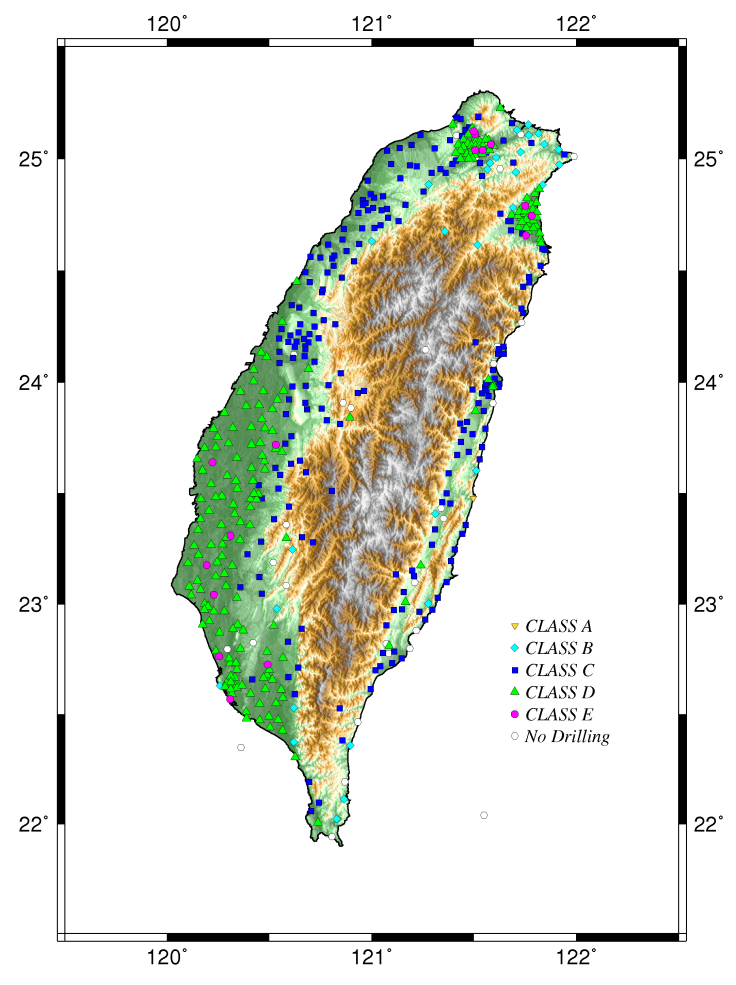 120° 121° 122°
25° 25°
24° 24°
CLASS A
23° 23°
CLASS B
CLASS C
CLASS D
CLASS E
No Drilling
22° 22°
120° 121° 122°